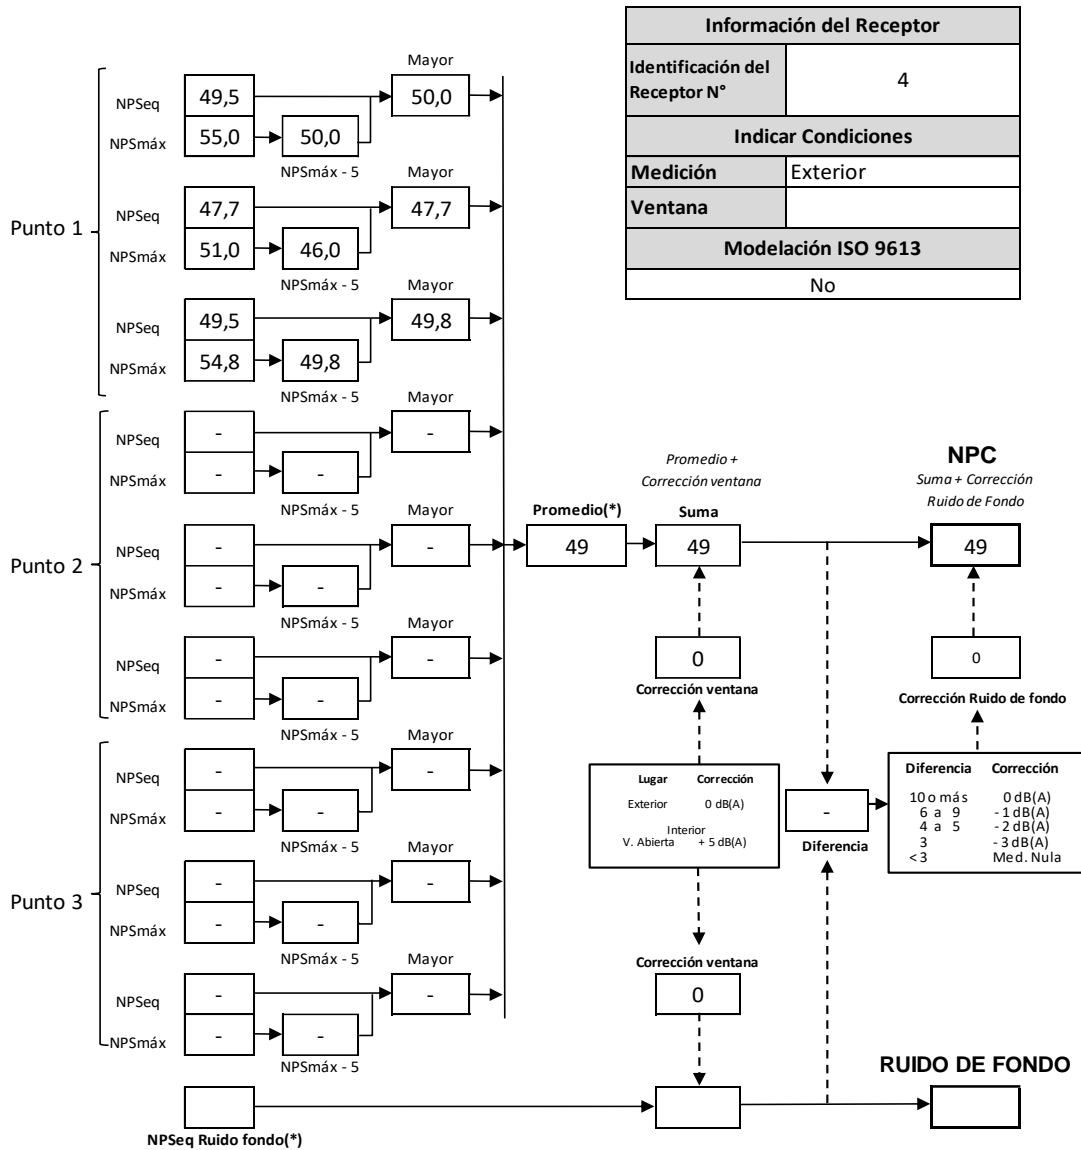 Información del Receptor
Identificación del Receptor N°
4
Indicar Condiciones
Medición Exterior
Ventana
Modelación ISO 9613
No
Punto 1
Mayor
NPSeq 49,5 50,0
NPSmáx 55,0 50,0
NPSmáx - 5
Mayor
NPSeq 47,7 47,7
NPSmáx 51,0 46,0
NPSmáx - 5
Mayor
NPSeq 49,5 49,8
NPSmáx 54,8 49,8
NPSmáx - 5
Punto 2
Mayor
NPSeq - -
NPSmáx - -
NPSmáx - 5
Mayor
NPSeq - -
NPSmáx - -
NPSmáx - 5
Mayor
NPSeq - -
NPSmáx - -
NPSmáx - 5
Punto 3
Mayor
NPSeq - -
NPSmáx - -
NPSmáx - 5
Mayor
NPSeq - -
NPSmáx - -
NPSmáx - 5
Mayor
NPSeq - -
NPSmáx - -
NPSmáx - 5
Promedio(*)
49
Promedio +
Corrección ventana
Suma
49
0
Corrección ventana
NPC
Suma + Corrección
Ruido de Fondo
49
0
Corrección Ruido de fondo
Lugar Corrección
Exterior 0 dB(A)
Interior
V. Abierta + 5 dB(A)
-
Diferencia
Diferencia Corrección
10 o más 0 dB(A)
6 a 9 - 1 dB(A)
4 a 5 - 2 dB(A)
3 - 3 dB(A)
< 3 Med. Nula
Corrección ventana
0
RUIDO DE FONDO
NPSeq Ruido fondo(*)